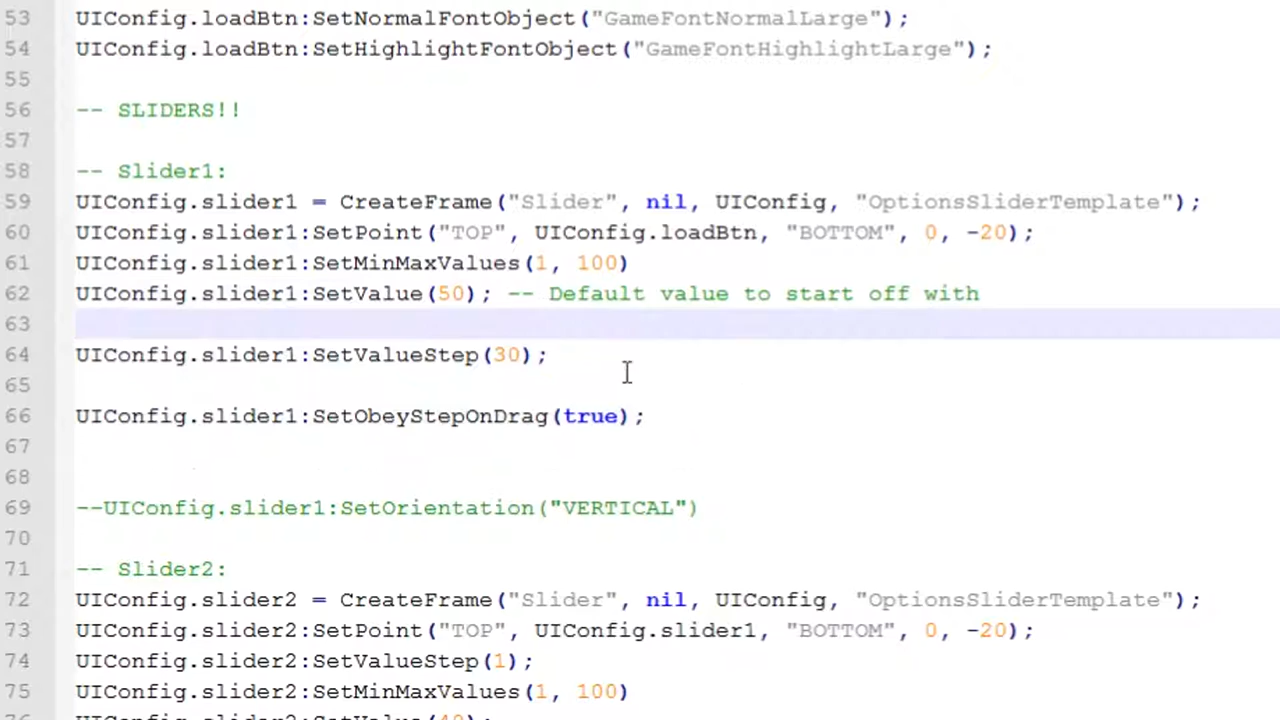 53 UIConfig.loadBtn:SetNormalFontObject("GameFontNormalLarge");
54 UIConfig.loadBtn:SetHighlightFontObject("GameFontHighlightLarge");
55
56 -- SLIDERS!!
57
58 -- Slider1:
59 UIConfig.slider1 = CreateFrame("Slider", nil, UIConfig, "OptionsSliderTemplate");
60 UIConfig.slider1:SetPoint("TOP", UIConfig.loadBtn, "BOTTOM", 0, -20);
61 UIConfig.slider1:SetMinMaxValues(1, 100)
62 UIConfig.slider1:SetValue(50); -- Default value to start off with
63
64 UIConfig.slider1:SetValueStep(30);
65
66 UIConfig.slider1:SetObeyStepOnDrag(true);
67
68
69 --UIConfig.slider1:SetOrientation("VERTICAL")
70
71 -- Slider2:
72 UIConfig.slider2 = CreateFrame("Slider", nil, UIConfig, "OptionsSliderTemplate");
73 UIConfig.slider2:SetPoint("TOP", UIConfig.slider1, "BOTTOM", 0, -20);
74 UIConfig.slider2:SetValueStep(1);
75 UIConfig.slider2:SetMinMaxValues(1, 100)
76 UIConfig.slider2:SetValue(40);